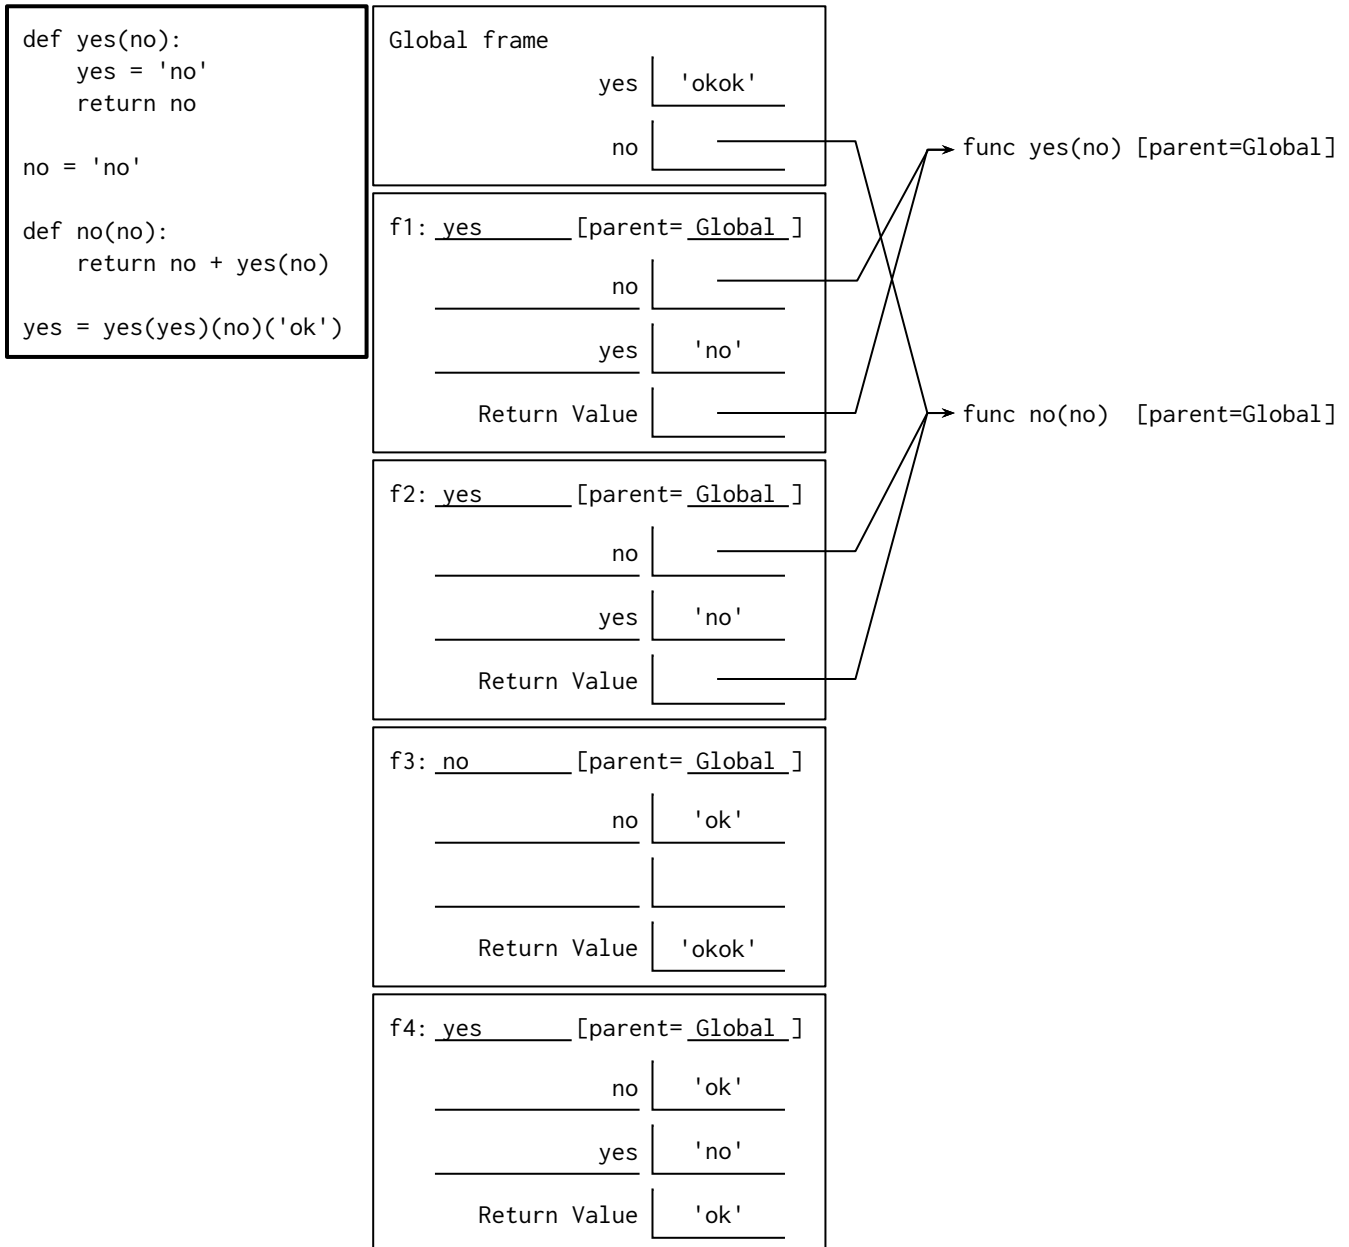 def yes(no):
    yes = 'no'
    return no
no = 'no'
def no(no):
    return no + yes(no)
yes = yes(yes)(no)('ok')
Global frame
yes 'okok'
no
func yes(no) [parent=Global]
f1: yes [parent= Global ]
no
yes 'no'
Return Value
func no(no) [parent=Global]
f2: yes [parent= Global ]
no
yes 'no'
Return Value
f3: no [parent= Global ]
no 'ok'
Return Value 'okok'
f4: yes [parent= Global ]
no 'ok'
yes 'no'
Return Value 'ok'